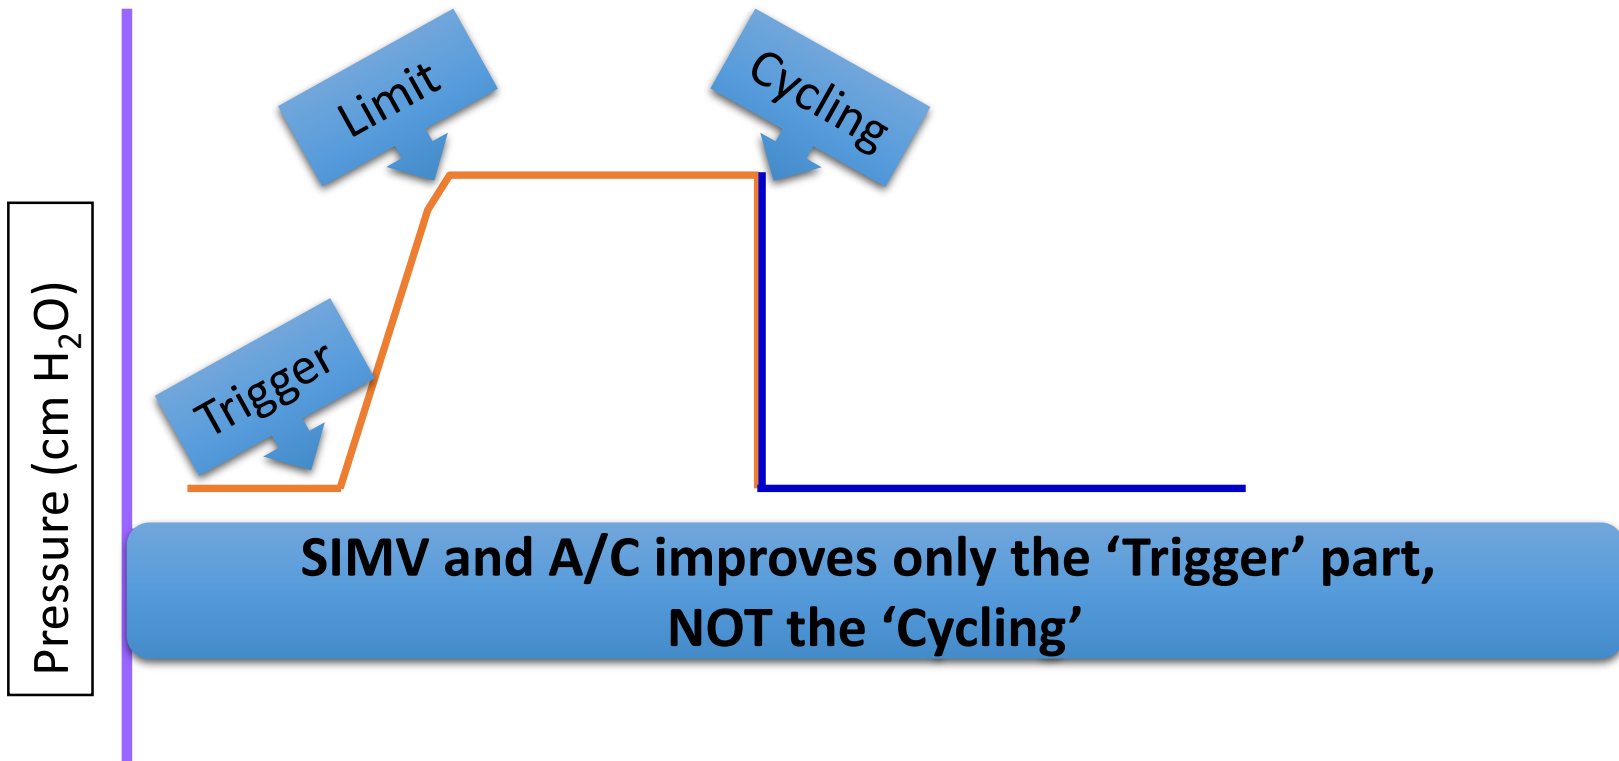 Limit
Cycling
Trigger
Pressure (cm H₂O)
SIMV and A/C improves only the ‘Trigger’ part,
NOT the ‘Cycling’